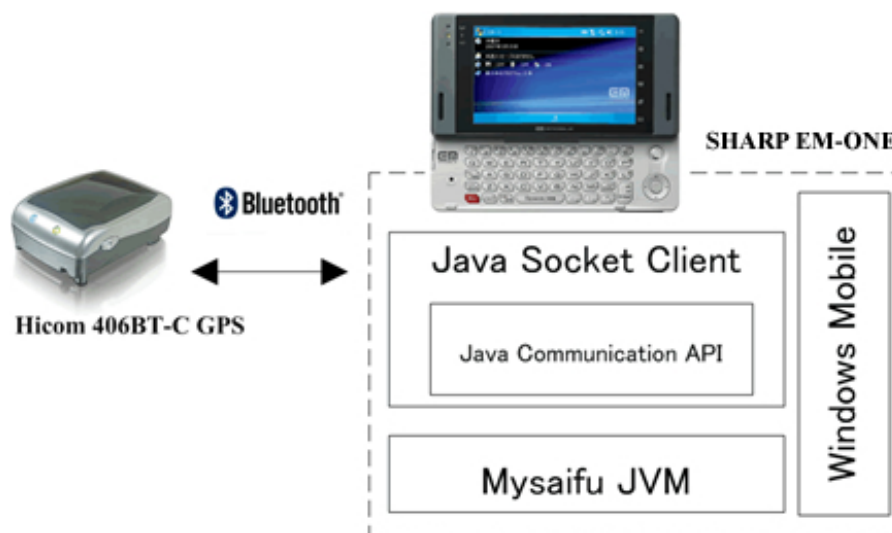 SHARP EM-ONE
Bluetooth
Hicom 406BT-C GPS
Java Socket Client
Java Communication API
Mysaifu JVM
Windows Mobile